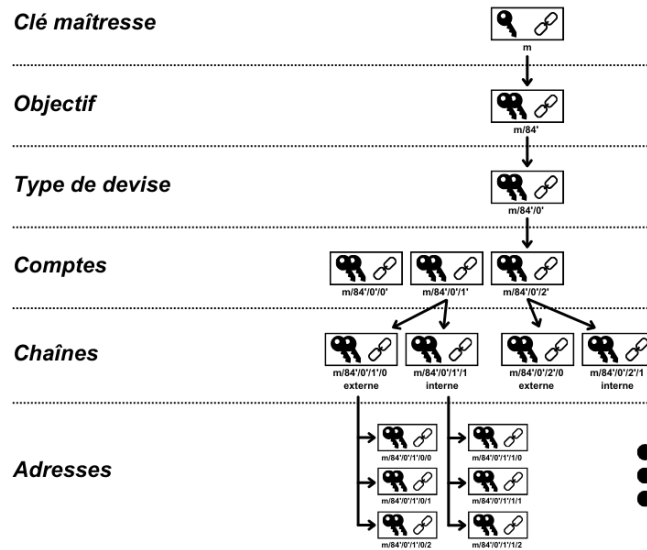 Clé maîtresse
m
Objectif
m/84'
Type de devise
m/84'/0'
Comptes
m/84'/0'/0' m/84'/0'/1' m/84'/0'/2'
Chaînes
m/84'/0'/1'/0 m/84'/0'/1'/1 m/84'/0'/2'/0 m/84'/0'/2'/1
externe interne externe interne
Adresses
m/84'/0'/1'/0/0 m/84'/0'/1'/1/0
m/84'/0'/1'/0/1 m/84'/0'/1'/1/1
m/84'/0'/1'/0/2 m/84'/0'/1'/1/2